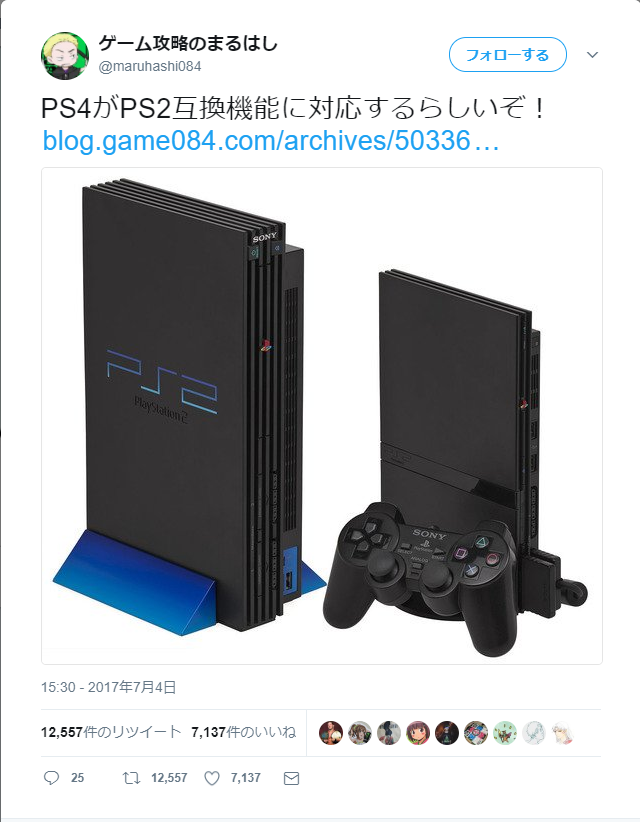 ゲーム攻略のまるはし
@maruhashi084
フォローする
PS4がPS2互換機能に対応するらしいぞ！
blog.game084.com/archives/50336…
SONY
PS2
PlayStation 2
SONY
SELECT
ANALOG
15:30 - 2017年7月4日
12,557件のリツイート 7,137件のいいね
25 12,557 7,137